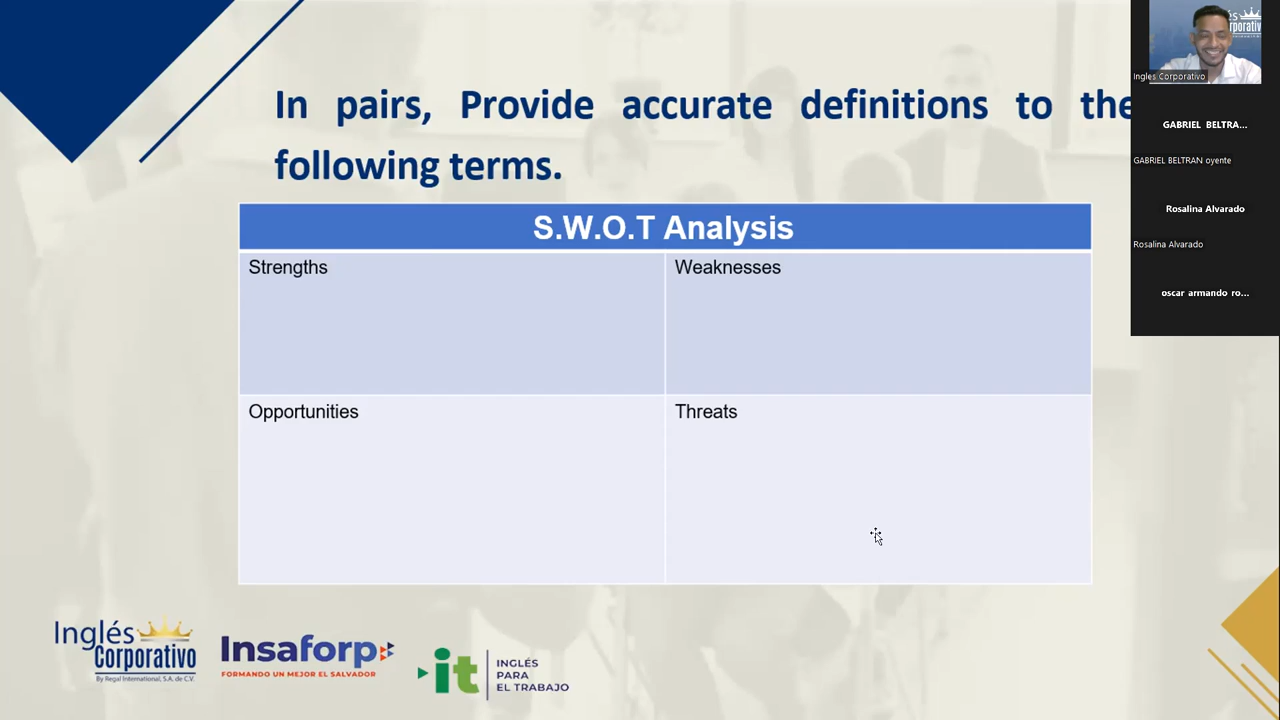 In pairs, Provide accurate definitions to the
following terms.
S.W.O.T Analysis
Strengths
Weaknesses
Opportunities
Threats
Inglés Corporativo
GABRIEL BELTRA...
GABRIEL BELTRAN oyente
Rosalina Alvarado
Rosalina Alvarado
oscar armando ro...
Inglés
Corporativo
By Regal International, S.A. de C.V.
Insaforp
FORMANDO UN MEJOR EL SALVADOR
it
INGLÉS
PARA
EL TRABAJO